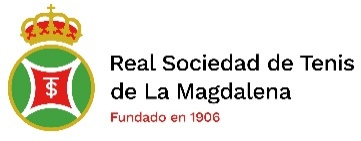 Real Sociedad de Tenis
de La Magdalena
Fundado en 1906